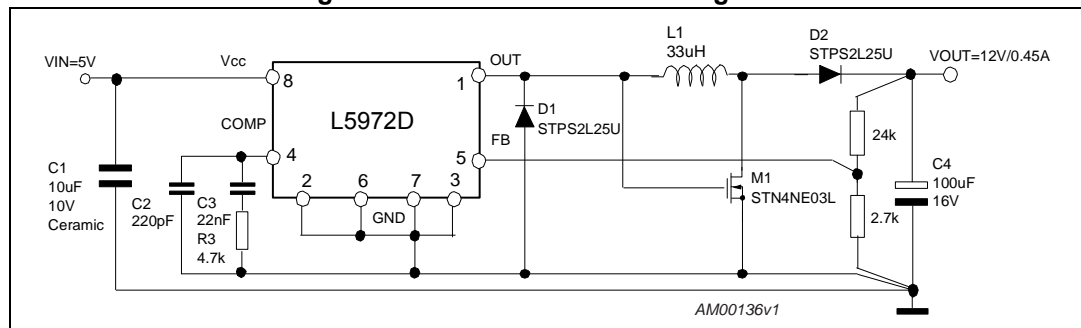 VIN=5V
Vcc
8
OUT
1
L1
33uH
D2
STPS2L25U
VOUT=12V/0.45A
L5972D
D1
STPS2L25U
COMP
4
FB
5
24k
C1
10uF
10V
Ceramic
C2
220pF
C3
22nF
R3
4.7k
2
6
7
3
GND
M1
STN4NE03L
2.7k
C4
100uF
16V
AM00136v1